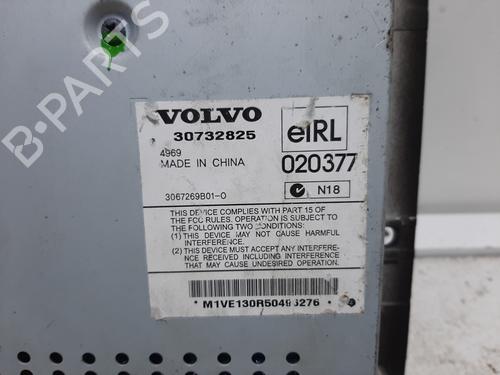 B-PARTS
VOLVO
30732825
4969
MADE IN CHINA
3067269B01-0
eIRL
020377
N18
THIS DEVICE COMPLIES WITH PART 15 OF
THE FCC RULES. OPERATION IS SUBJECT TO
THE FOLLOWING TWO CONDITIONS:
(1) THIS DEVICE MAY NOT CAUSE HARMFUL
INTERFERENCE.
(2) THIS DEVICE MUST ACCEPT ANY INTERFER-
ENCE RECEIVED INCLUDING INTERFERENCE
THAT MAY CAUSE UNDESIRED OPERATION.